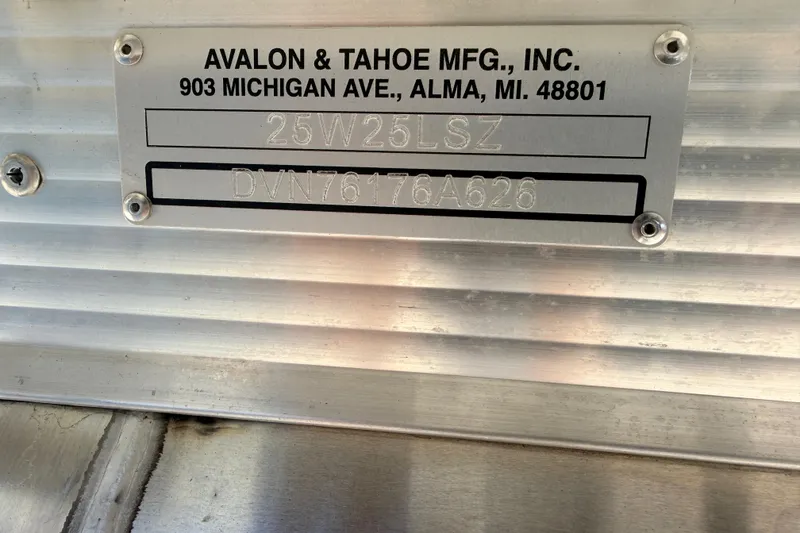 AVALON & TAHOE MFG., INC.
903 MICHIGAN AVE., ALMA, MI. 48801
25W25LSZ
DVN76176A626